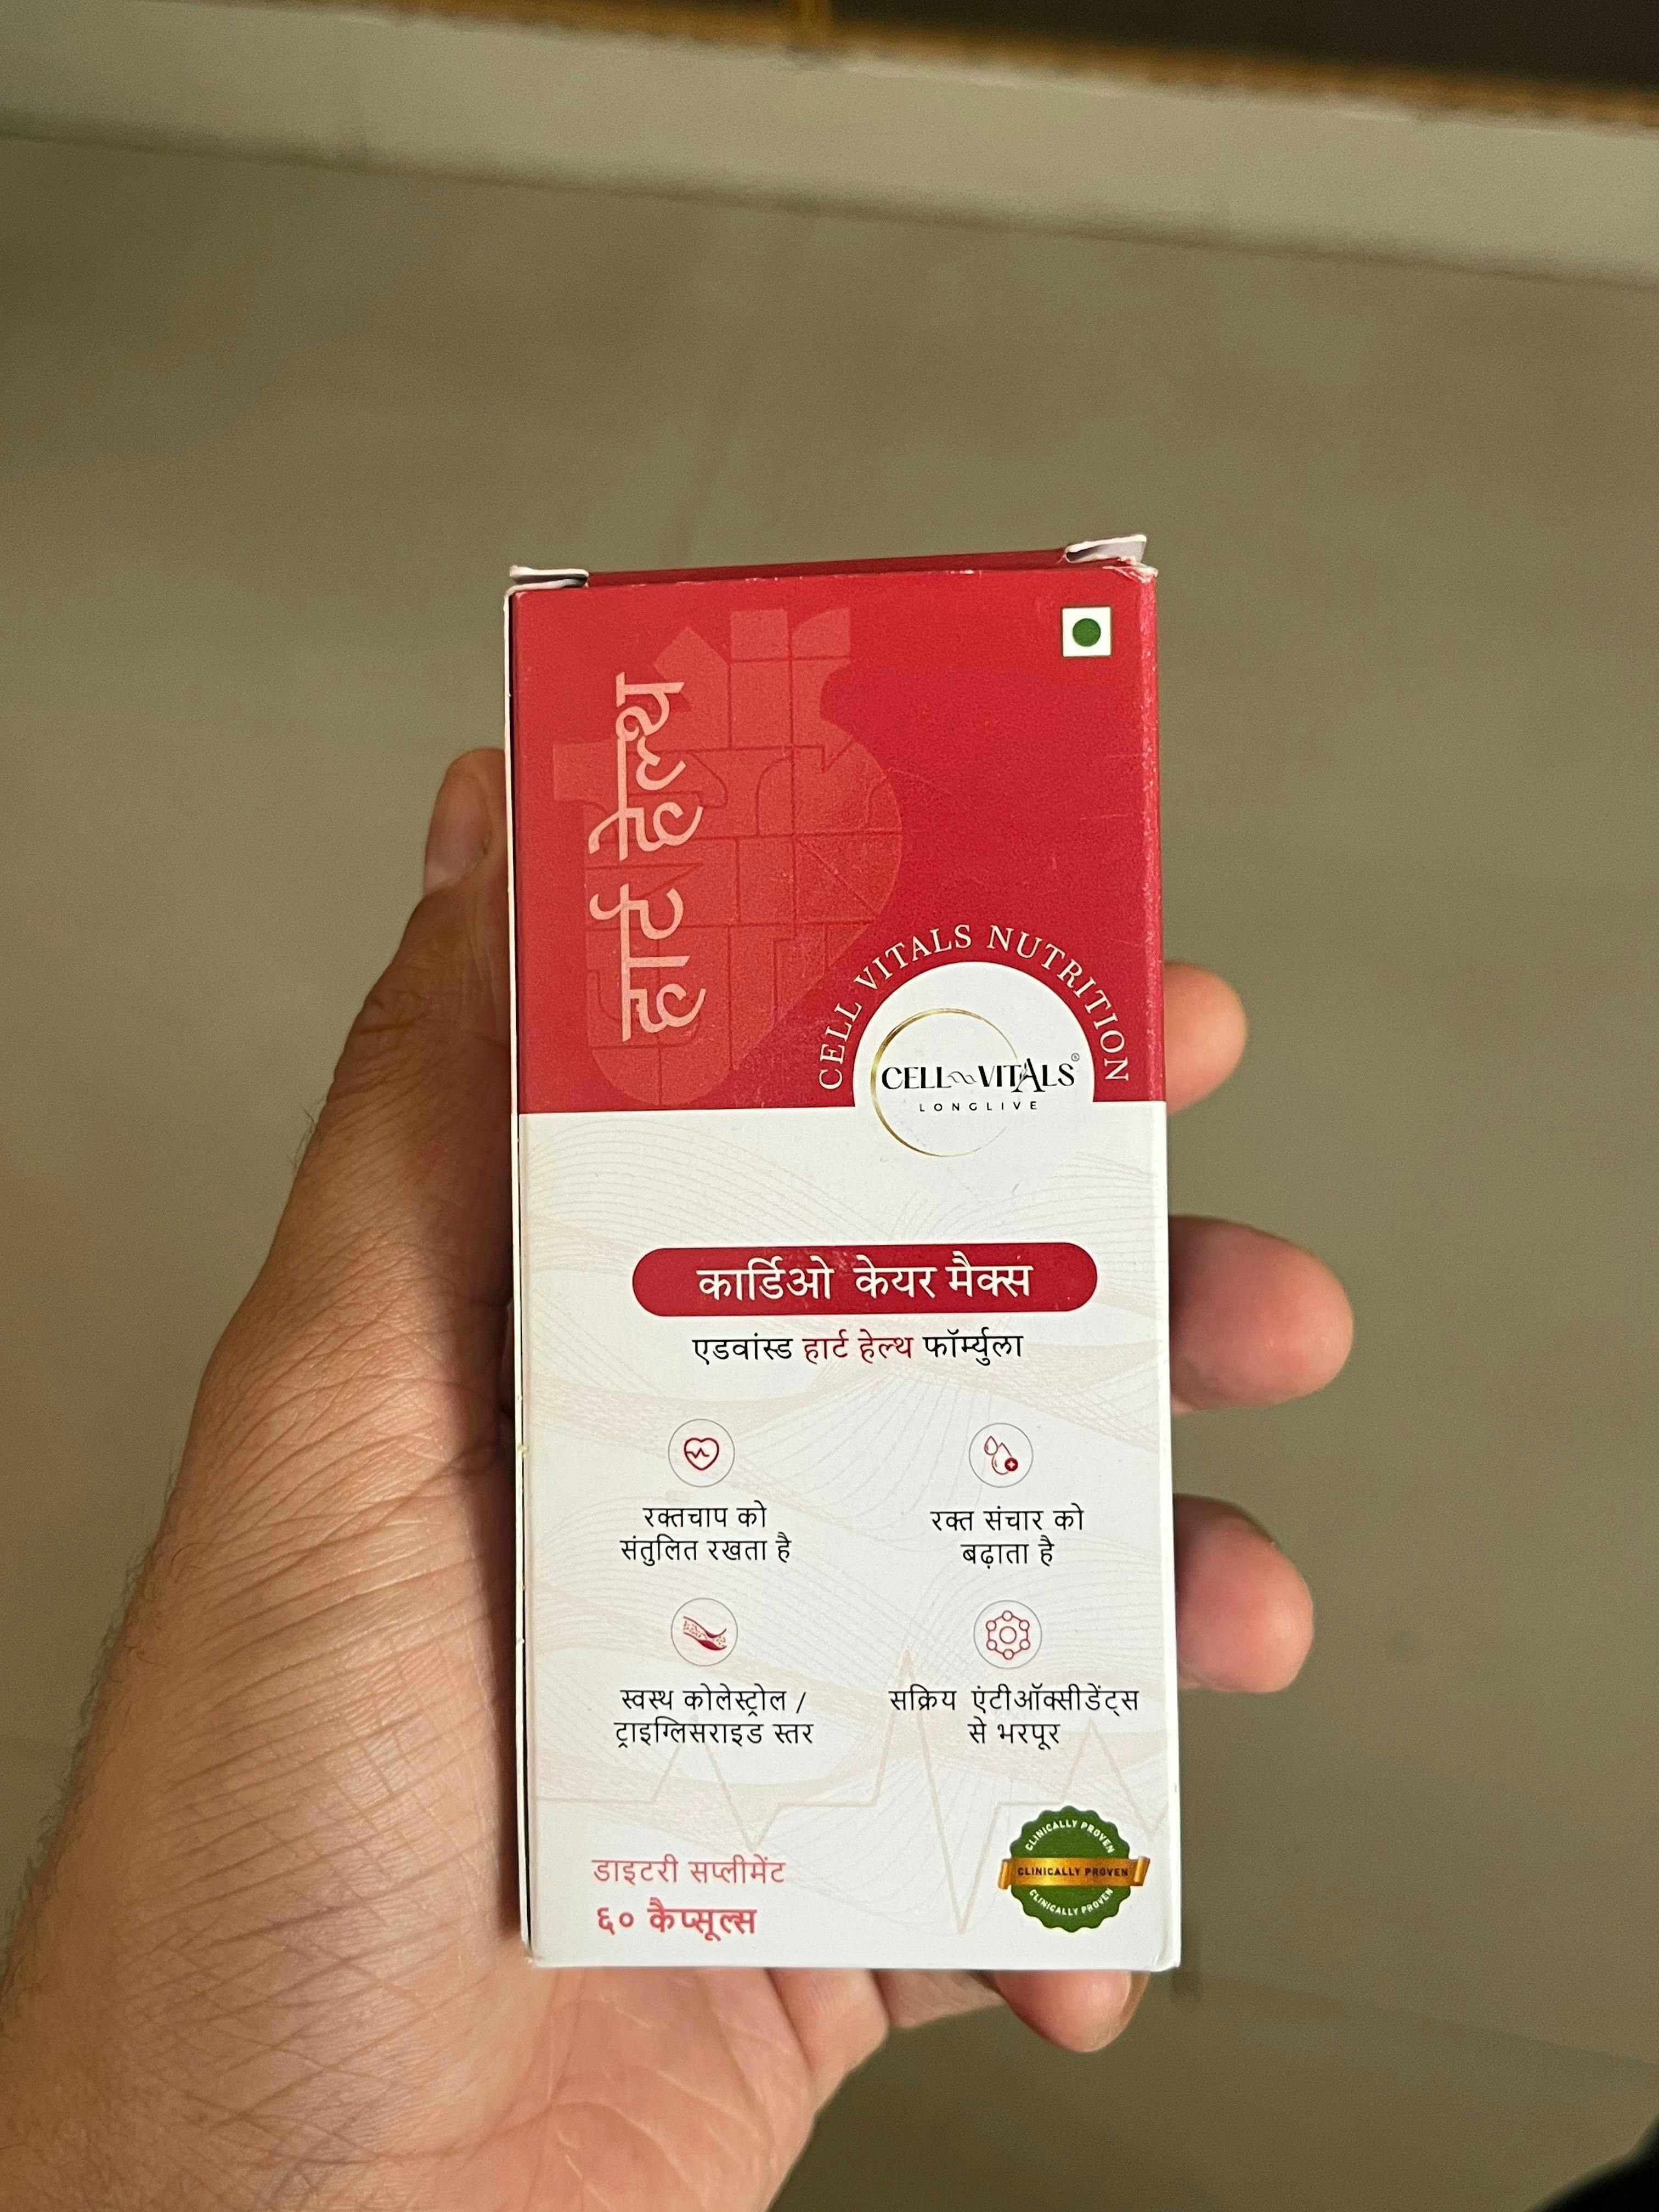 हार्ट हेल्थ
CELL VITALS NUTRITION
CELL VITALS®
LONGLIVE
कार्डिओ केयर मैक्स
एडवांस्ड हार्ट हेल्थ फॉर्म्युला
रक्तचाप को
संतुलित रखता है
रक्त संचार को
बढ़ाता है
स्वस्थ कोलेस्ट्रोल /
ट्राइग्लिसराइड स्तर
सक्रिय एंटीऑक्सीडेंट्स
से भरपूर
डाइटरी सप्लीमेंट
६० कैप्सूल्स
CLINICALLY PROVEN
CLINICALLY PROVEN
CLINICALLY PROVEN